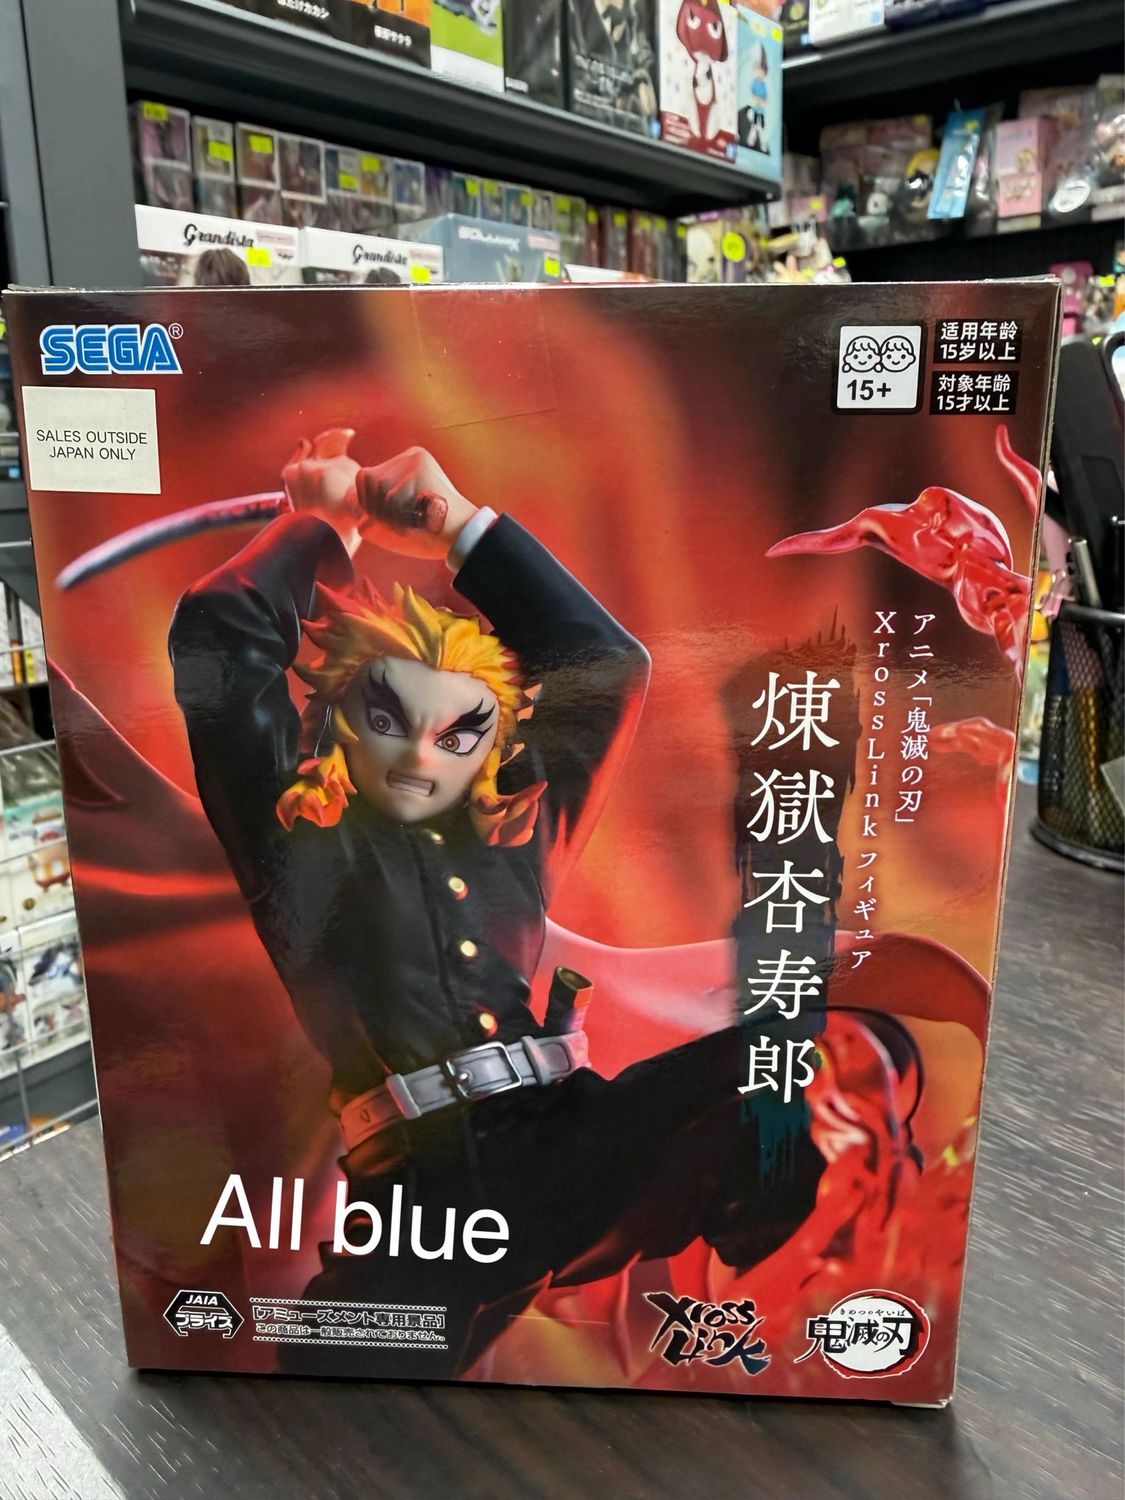 Grandista
Grandista
SEGA®
SALES OUTSIDE
JAPAN ONLY
15+
适用年龄
15岁以上
対象年齢
15才以上
アニメ「鬼滅の刃」
XrossLink フィギュア
煉獄杏寿郎
All blue
JAIA
プライズ
[アミューズメント専用景品]
この商品は一般販売されておりません。
Xross
Link
きめつのやいば
鬼滅の刃